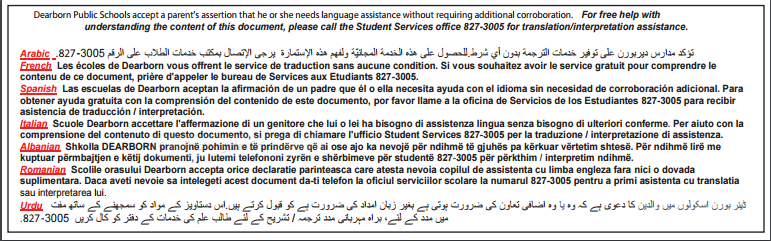 Dearborn Public Schools accept a parent's assertion that he or she needs language assistance without requiring additional corroboration. For free help with
understanding the content of this document, please call the Student Services office 827-3005 for translation/interpretation assistance.
Arabic تؤكد مدارس ديربورن على توفير خدمات الترجمة بدون أي شرط.للحصول على هذه الخدمة المجانيّة ولفهم هذه الإستمارة يرجى الإتصال بمكتب خدمات الطلاب على الرقم 3005-827.
French Les écoles de Dearborn vous offrent le service de traduction sans aucune condition. Si vous souhaitez avoir le service gratuit pour comprendre le
contenu de ce document, prière d'appeler le bureau de Services aux Etudiants 827-3005.
Spanish Las escuelas de Dearborn aceptan la afirmación de un padre que él o ella necesita ayuda con el idioma sin necesidad de corroboración adicional. Para
obtener ayuda gratuita con la comprensión del contenido de este documento, por favor llame a la oficina de Servicios de los Estudiantes 827-3005 para recibir
asistencia de traducción / interpretación.
Italian Scuole Dearborn accettare l'affermazione di un genitore che lui o lei ha bisogno di assistenza lingua senza bisogno di ulteriori conferme. Per aiuto con la
comprensione del contenuto di questo documento, si prega di chiamare l'ufficio Student Services 827-3005 per la traduzione / interpretazione di assistenza.
Albanian Shkolla DEARBORN pranojnë pohimin e të prindërve që ai ose ajo ka nevojë për ndihmë të gjuhës pa kërkuar vërtetim shtesë. Për ndihmë lirë me
kuptuar përmbajtjen e këtij dokumenti, ju lutemi telefononi zyrën e shërbimeve për studentë 827-3005 për përkthim / interpretim ndihmë.
Romanian Scolile orasului Dearborn accepta orice declaratie parinteasca care atesta nevoia copilului de asistenta cu limba engleza fara nici o dovada
suplimentara. Daca aveti nevoie sa intelegeti acest document da-ti telefon la oficiul serviciilor scolare la numarul 827-3005 pentru a primi asistenta cu translatia
sau interpretarea lui.
Urdu ڈیئر بورن اسکولوں میں والدین کا دعوی ہے کہ وہ یا وہ اضافی تعاون کی ضرورت ہوتی ہے بغیر زبان امداد کی ضرورت ہے کو قبول کرتے ہیں.اس دستاویز کے مواد کو سمجھنے کے ساتھ مفت
میں مدد کے لئے، براہ مہربانی مدد ترجمہ / تشریح کے لئے طالب علم کی خدمات کے دفتر کو کال کریں 3005-827.